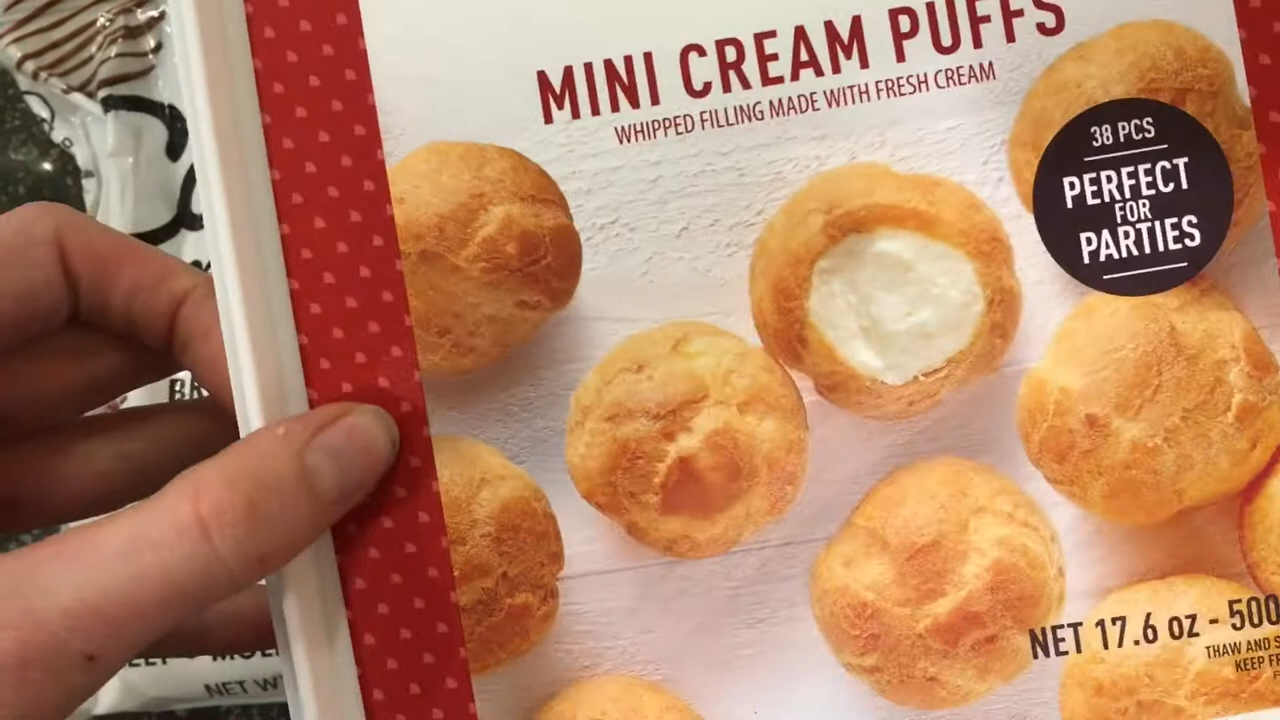 MINI CREAM PUFFS
WHIPPED FILLING MADE WITH FRESH CREAM
38 PCS
PERFECT
FOR
PARTIES
NET 17.6 oz - 500
THAW AND
KEEP
BR
NET